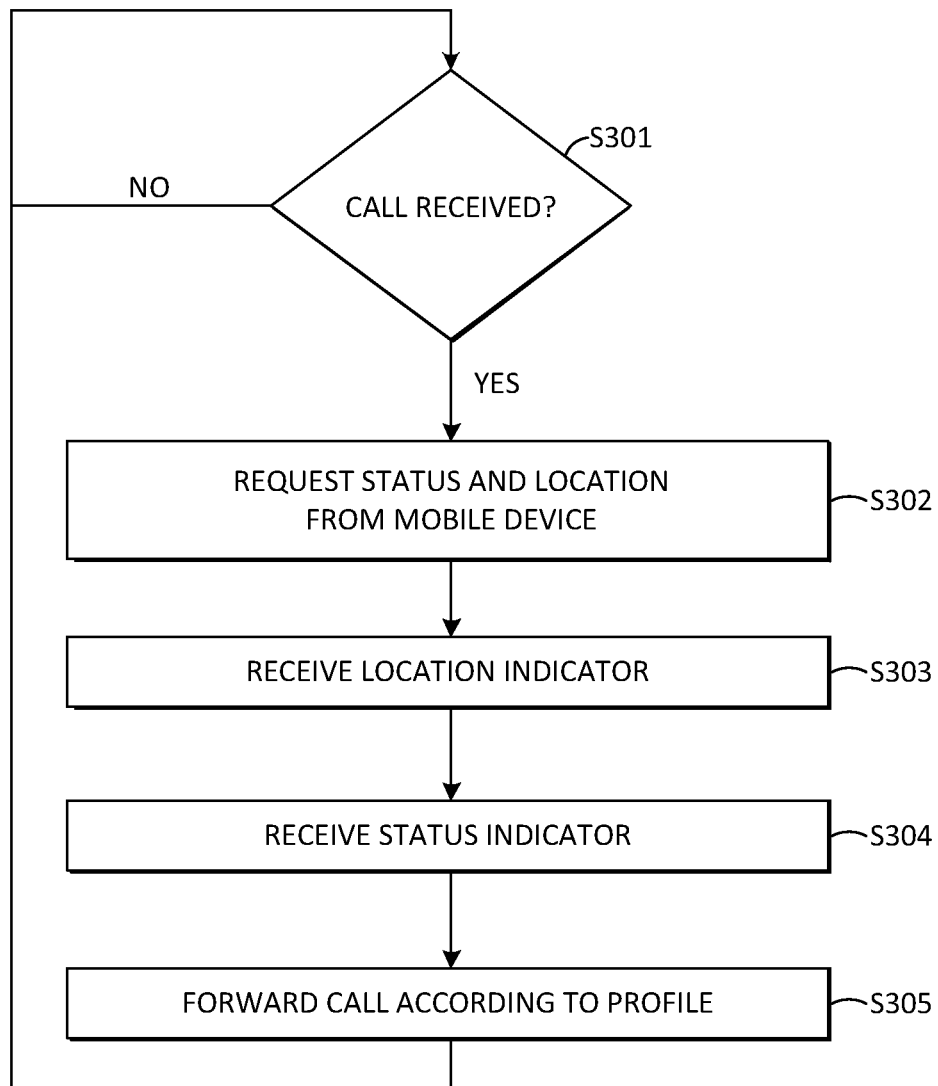 S301
NO
CALL RECEIVED?
YES
REQUEST STATUS AND LOCATION
FROM MOBILE DEVICE
S302
RECEIVE LOCATION INDICATOR
S303
RECEIVE STATUS INDICATOR
S304
FORWARD CALL ACCORDING TO PROFILE
S305